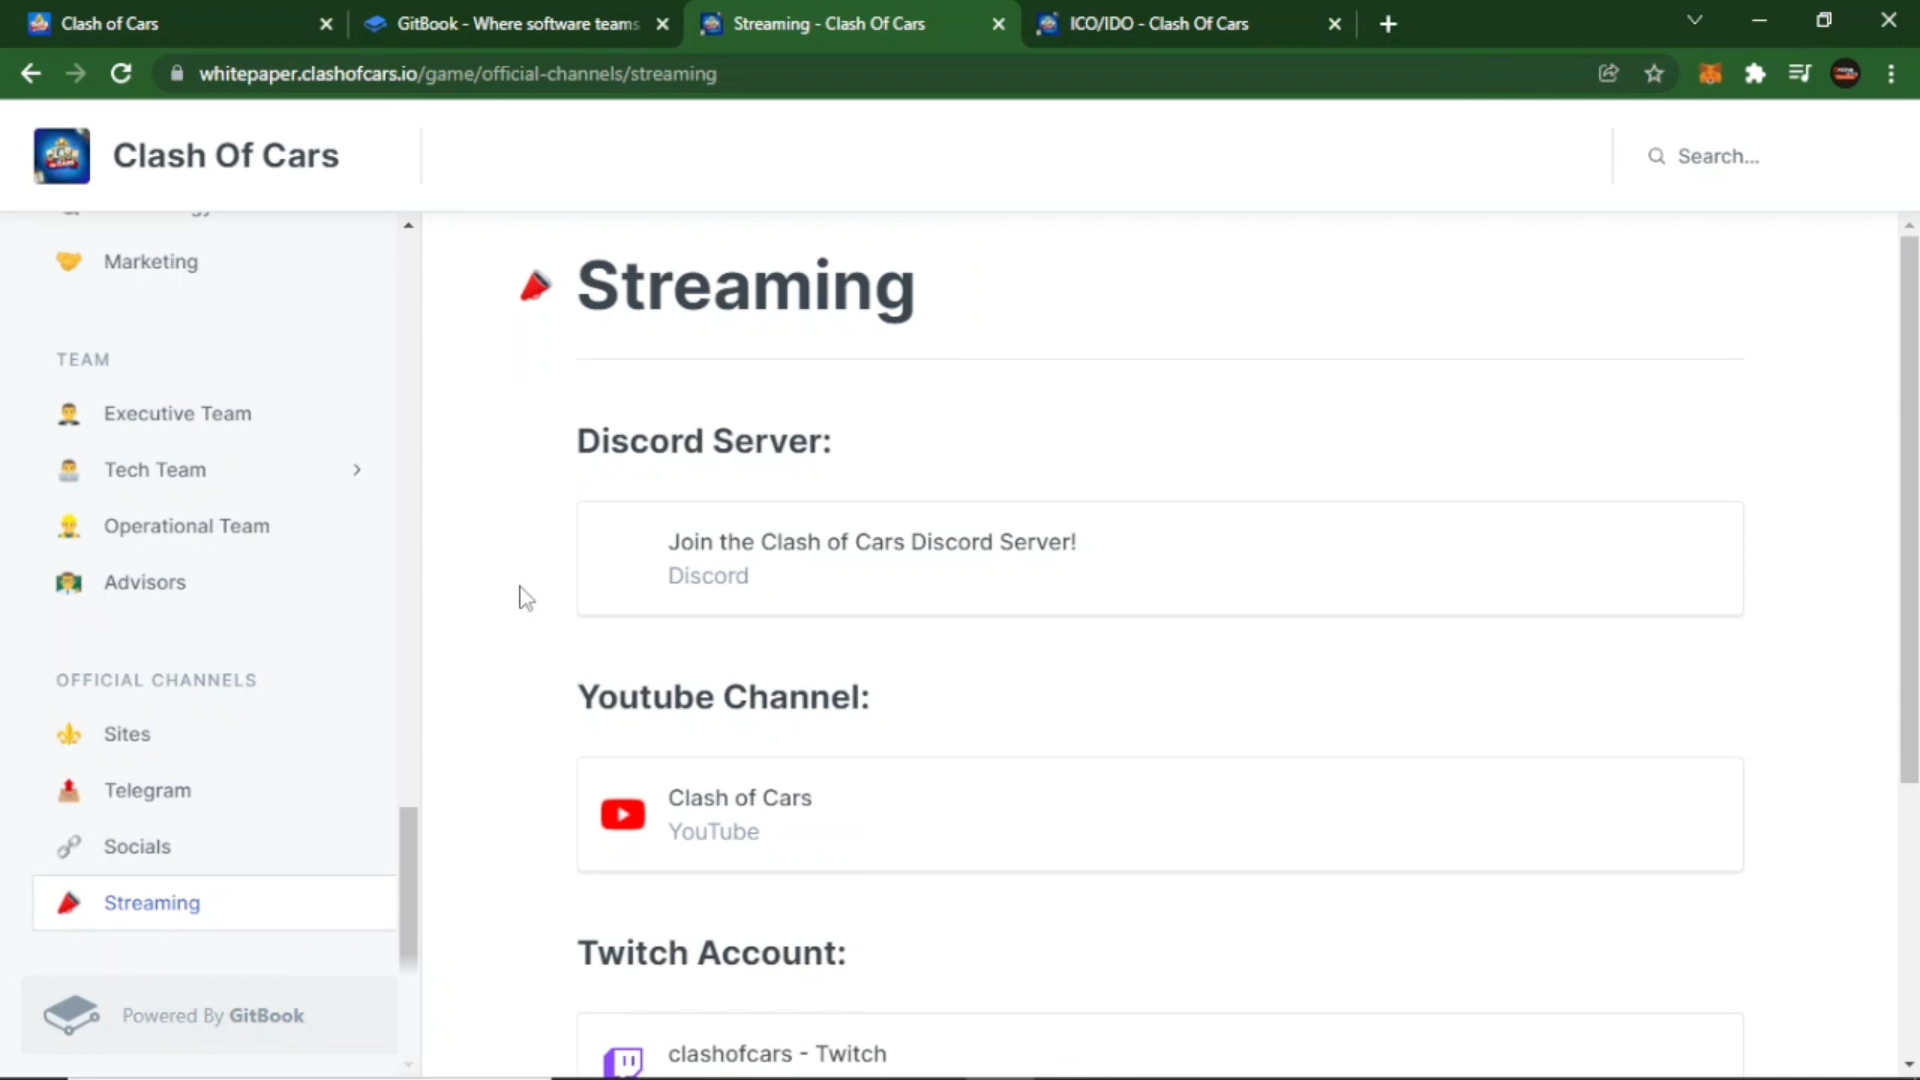 Clash of Cars
GitBook - Where software teams
Streaming - Clash Of Cars
ICO/IDO - Clash Of Cars
whitepaper.clashofcars.io/game/official-channels/streaming
Clash Of Cars
Search...
Marketing
TEAM
Executive Team
Tech Team
Operational Team
Advisors
OFFICIAL CHANNELS
Sites
Telegram
Socials
Streaming
Powered By GitBook
Streaming
Discord Server:
Join the Clash of Cars Discord Server!
Discord
Youtube Channel:
Clash of Cars
YouTube
Twitch Account:
clashofcars - Twitch